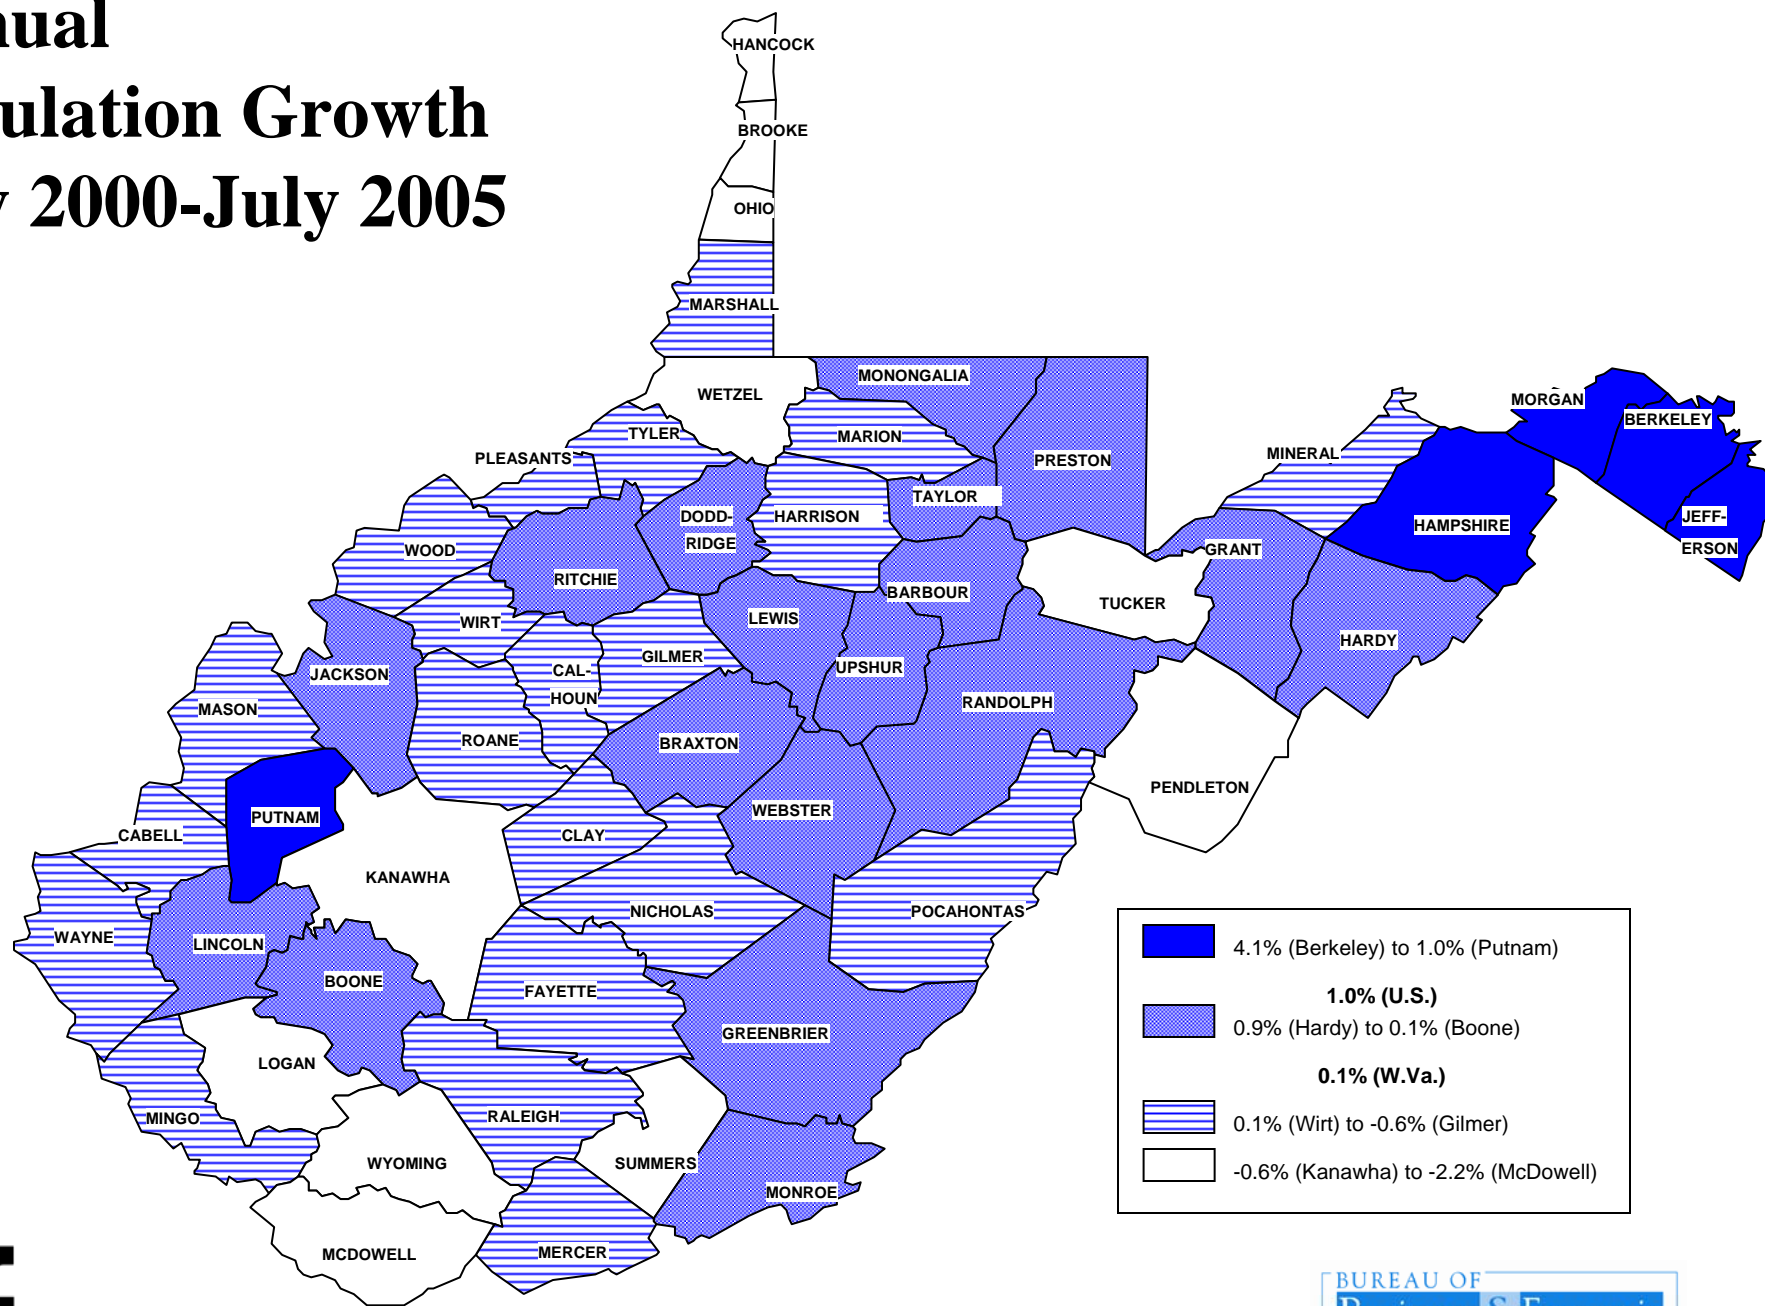 nual
ulation Growth
y 2000-July 2005
HANCOCK
BROOKE
OHIO
MARSHALL
WETZEL
MONONGALIA
MORGAN
BERKELEY
TYLER
MARION
PLEASANTS
PRESTON
MINERAL
TAYLOR
DODD-
RIDGE
HARRISON
HAMPSHIRE
JEFF-
ERSON
WOOD
RITCHIE
GRANT
BARBOUR
TUCKER
WIRT
LEWIS
HARDY
GILMER
CAL-
HOUN
UPSHUR
JACKSON
RANDOLPH
MASON
ROANE
BRAXTON
PENDLETON
PUTNAM
WEBSTER
CABELL
CLAY
KANAWHA
NICHOLAS
POCAHONTAS
WAYNE
LINCOLN
BOONE
FAYETTE
GREENBRIER
LOGAN
MINGO
RALEIGH
WYOMING
SUMMERS
MONROE
MCDOWELL
MERCER
4.1% (Berkeley) to 1.0% (Putnam)
1.0% (U.S.)
0.9% (Hardy) to 0.1% (Boone)
0.1% (W.Va.)
0.1% (Wirt) to -0.6% (Gilmer)
-0.6% (Kanawha) to -2.2% (McDowell)
BUREAU OF